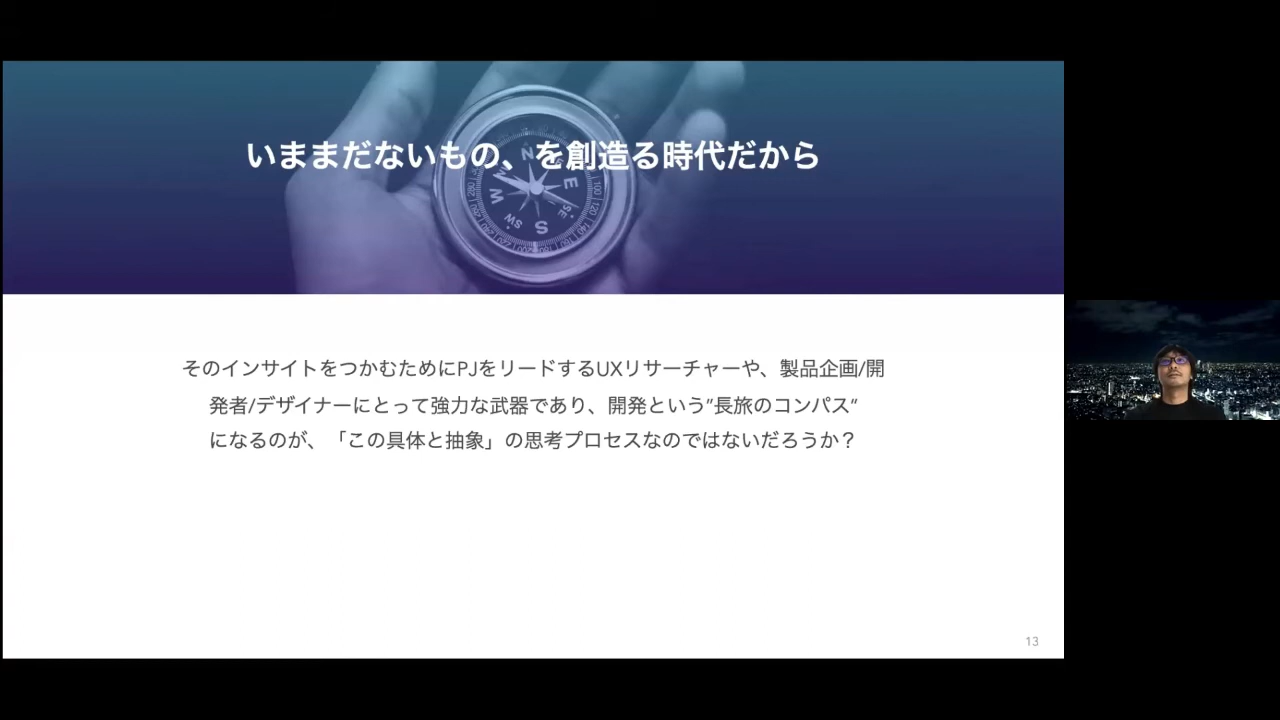 いままだないもの、を創造る時代だから
N
E
SE
S
SW
W
そのインサイトをつかむためにPJをリードするUXリサーチャーや、製品企画/開
発者/デザイナーにとって強力な武器であり、開発という”長旅のコンパス“
になるのが、「この具体と抽象」の思考プロセスなのではないだろうか？
13